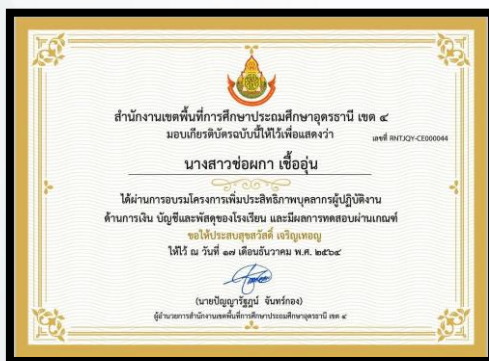 สำนักงานเขตพื้นที่การศึกษาประถมศึกษาอุดรธานี เขต ๔
มอบเกียรติบัตรฉบับนี้ให้ไว้เพื่อแสดงว่า
เลขที่ RNTJQY-CE000044
นางสาวช่อผกา เชื้ออุ่น
ได้ผ่านการอบรมโครงการเพิ่มประสิทธิภาพบุคลากรผู้ปฏิบัติงาน
ด้านการเงิน บัญชีและพัสดุของโรงเรียน และมีผลการทดสอบผ่านเกณฑ์
ขอให้ประสบสุขสวัสดิ์ เจริญเทอญ
ให้ไว้ ณ วันที่ ๑๗ เดือนธันวาคม พ.ศ. ๒๕๖๔
(นายปัญญารัฐฎน์ จันทร์กอง)
ผู้อำนวยการสำนักงานเขตพื้นที่การศึกษาประถมศึกษาอุดรธานี เขต ๔